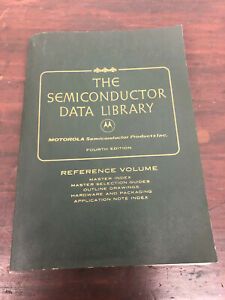 THE
SEMICONDUCTOR
DATA LIBRARY
MOTOROLA Semiconductor Products Inc.
FOURTH EDITION
REFERENCE VOLUME
MASTER INDEX
MASTER SELECTION GUIDES
OUTLINE DRAWINGS
HARDWARE AND PACKAGING
APPLICATION NOTE INDEX